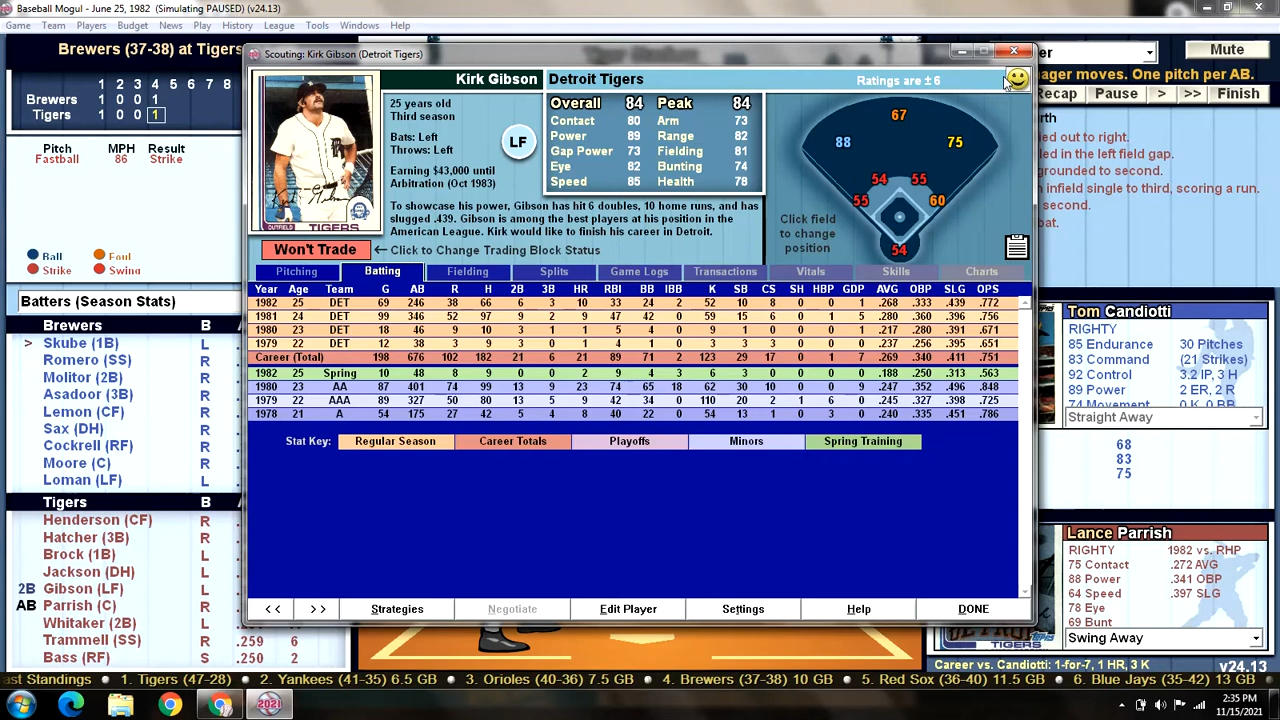 Baseball Mogul - June 25, 1982 (Simulating PAUSED) (v24.13)
Game Team Players Budget News Play History League Tools Windows Help
Brewers (37-38) at Tigers
1 2 3 4 5 6 7
Brewers 1 0 0 1
Tigers 1 0 0 1
Pitch MPH Result
Fastball 86 Strike
Ball Foul
Strike Swing
Batters (Season Stats)
Brewers B
> Skube (1B) L
Romero (SS) R
Molitor (2B) R
Asadoor (3B) R
Lemon (CF) R
Sax (DH) R
Cockrell (RF) R
Moore (C) R
Loman (LF) L
Tigers B
Henderson (CF) R
Hatcher (3B) R
Brock (1B) L
Jackson (DH) L
2B Gibson (LF) L
AB Parrish (C) R
Whitaker (2B) L
Trammell (SS) R .259 6
Bass (RF) S .250 2
Scouting: Kirk Gibson (Detroit Tigers)
Kirk Gibson Detroit Tigers Ratings are ± 6
25 years old
Third season
Bats: Left
Throws: Left
Earning $43,000 until
Arbitration (Oct 1983)
LF
Overall 84 Peak 84
Contact 80 Arm 73
Power 89 Range 82
Gap Power 73 Fielding 81
Eye 82 Bunting 74
Speed 85 Health 78
To showcase his power, Gibson has hit 6 doubles, 10 home runs, and has
slugged .439. Gibson is among the best players at his position in the
American League. Kirk would like to finish his career in Detroit.
OUTFIELD TIGERS
67
88 75
54 55
55 60
54
Click field
to change
position
Won't Trade ← Click to Change Trading Block Status
Pitching Batting Fielding Splits Game Logs Transactions Vitals Skills Charts
Year Age Team G AB R H 2B 3B HR RBI BB IBB K SB CS SH HBP GDP AVG OBP SLG OPS
1982 25 DET 69 246 38 66 6 3 10 33 24 2 52 10 8 0 0 1 .268 .333 .439 .772
1981 24 DET 99 346 52 97 9 2 9 47 42 0 59 15 6 0 1 5 .280 .360 .396 .756
1980 23 DET 18 46 9 10 3 1 1 5 4 0 9 1 3 0 0 0 .217 .280 .391 .671
1979 22 DET 12 38 3 9 3 0 1 4 1 0 3 3 0 0 0 1 .237 .256 .395 .651
Career (Total) 198 676 102 182 21 6 21 89 71 2 123 29 17 0 1 7 .269 .340 .411 .751
1982 25 Spring 10 48 8 9 0 0 2 9 4 3 6 3 0 0 0 0 .188 .250 .313 .563
1980 23 AA 87 401 74 99 13 9 23 74 65 18 62 30 10 0 0 4 .247 .352 .496 .848
1979 22 AAA 89 327 50 80 13 5 9 42 34 0 110 20 2 1 6 0 .245 .327 .398 .725
1978 21 A 54 175 27 42 5 4 8 40 22 0 54 13 1 0 3 0 .240 .335 .451 .786
Stat Key: Regular Season Career Totals Playoffs Minors Spring Training
<< >> Strategies Negotiate Edit Player Settings Help DONE
Mute
nager moves. One pitch per AB.
Recap Pause > >> Finish
led out to right.
led in the left field gap.
grounded to second.
n infield single to third, scoring a run.
second.
bat.
Tom Candiotti
RIGHTY
85 Endurance 30 Pitches
83 Command (21 Strikes)
92 Control 3.2 IP, 3 H
89 Power 2 ER, 2 R
74 Movement 0 K, 0 BB
Straight Away
68
83
75
Lance Parrish
RIGHTY 1982 vs. RHP
75 Contact .272 AVG
88 Power .341 OBP
64 Speed .397 SLG
78 Eye
69 Bunt
Swing Away
Career vs. Candiotti: 1-for-7, 1 HR, 3 K
v24.13
ast Standings 1. Tigers (47-28) 2. Yankees (41-35) 6.5 GB 3. Orioles (40-36) 7.5 GB 4. Brewers (37-38) 10 GB 5. Red Sox (36-40) 11.5 GB 6. Blue Jays (35-42) 13 GB
2021
2:35 PM
11/15/2021